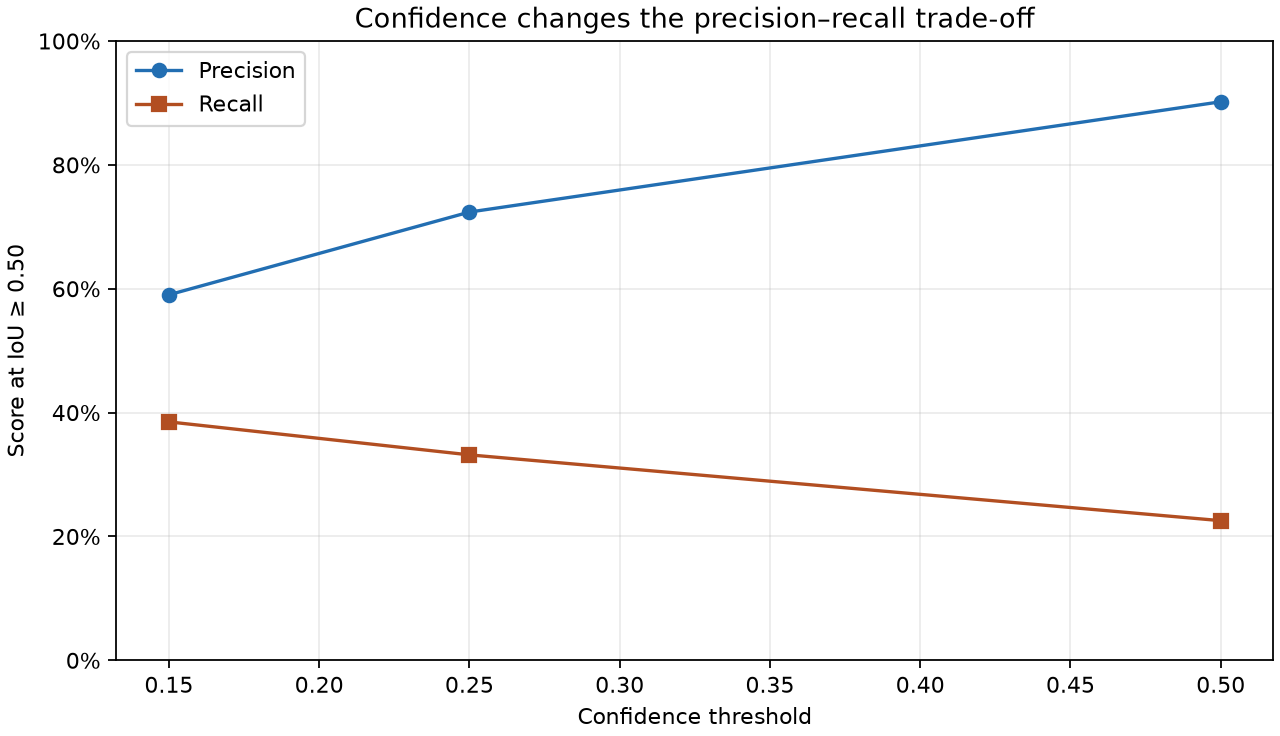 Confidence changes the precision–recall trade-off
100%
80%
60%
40%
20%
0%
Score at IoU ≥ 0.50
Precision
Recall
0.15 0.20 0.25 0.30 0.35 0.40 0.45 0.50
Confidence threshold